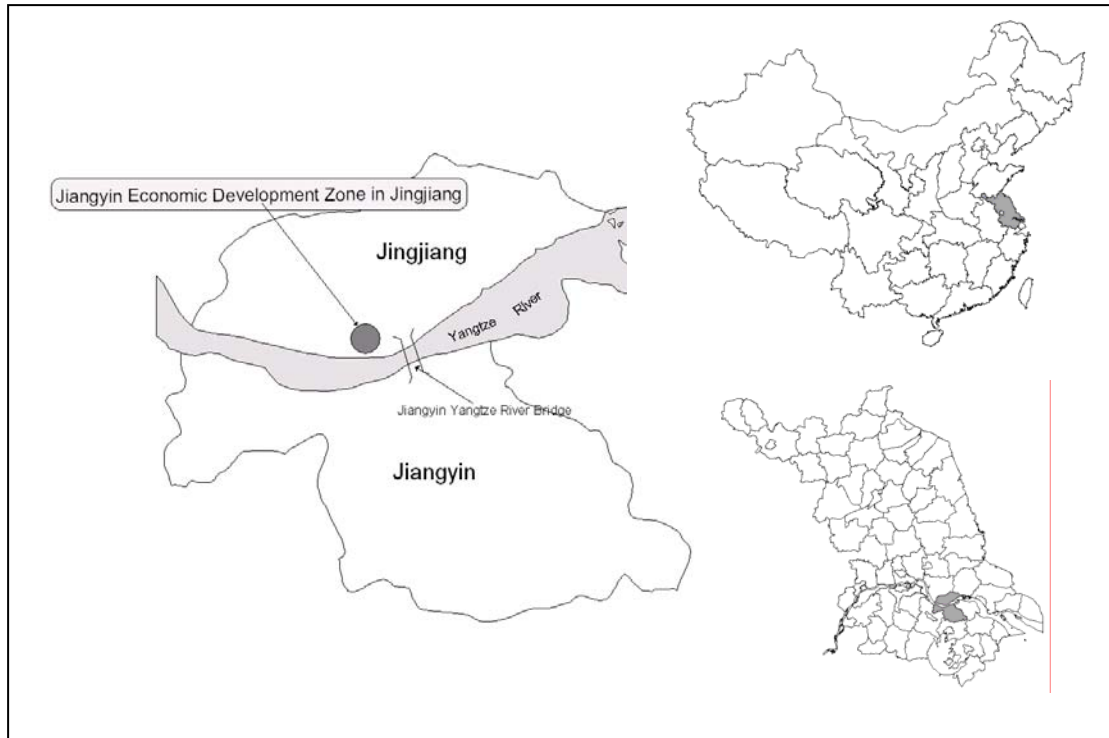 Jiangyin Economic Development Zone in Jingjiang
Jingjiang
Yangtze River
Jiangyin Yangtze River Bridge
Jiangyin